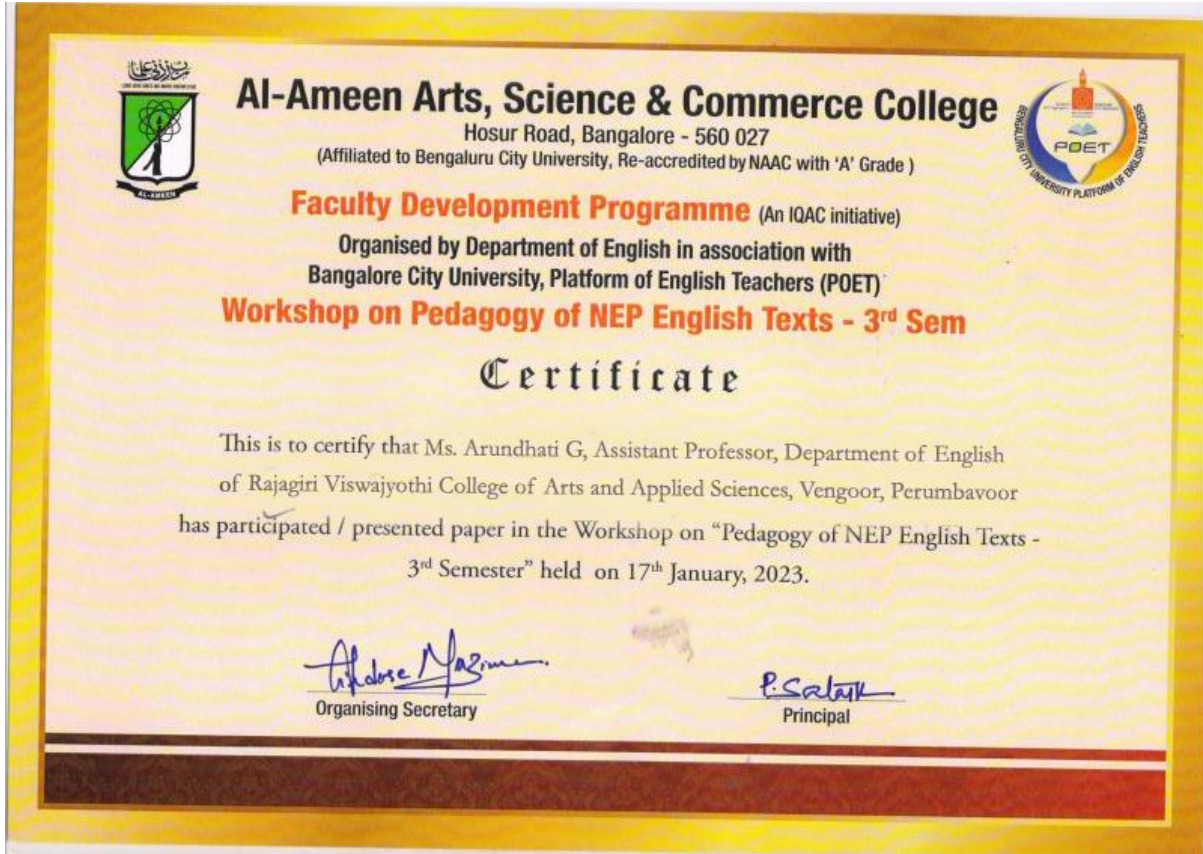 Al-Ameen Arts, Science & Commerce College
Hosur Road, Bangalore - 560 027
(Affiliated to Bengaluru City University, Re-accredited by NAAC with 'A' Grade )
AL-AMEEN
POET
BENGALURU CITY UNIVERSITY PLATFORM OF ENGLISH TEACHERS
Faculty Development Programme (An IQAC initiative)
Organised by Department of English in association with
Bangalore City University, Platform of English Teachers (POET)
Workshop on Pedagogy of NEP English Texts - 3rd Sem
Certificate
This is to certify that Ms. Arundhati G, Assistant Professor, Department of English
of Rajagiri Viswajyothi College of Arts and Applied Sciences, Vengoor, Perumbavoor
has participated / presented paper in the Workshop on “Pedagogy of NEP English Texts -
3rd Semester” held on 17th January, 2023.
Organising Secretary
Principal